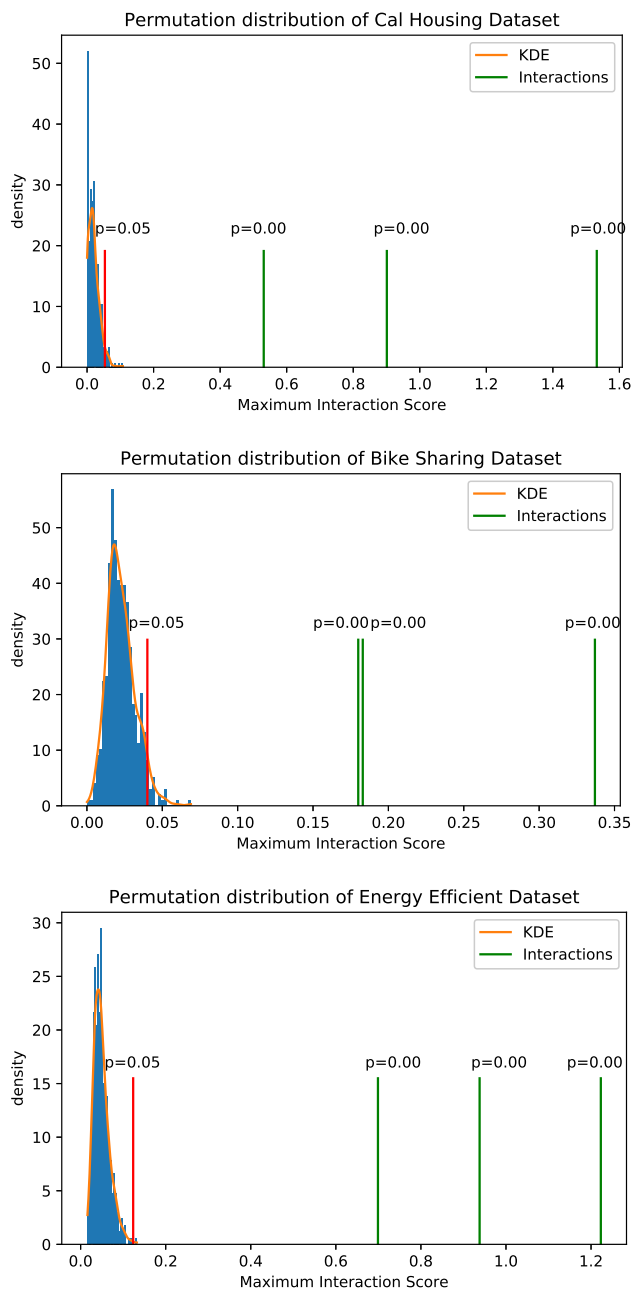 Permutation distribution of Cal Housing Dataset
KDE
Interactions
density
50
40
30
20
10
0
p=0.05
p=0.00
p=0.00
p=0.00
0.0 0.2 0.4 0.6 0.8 1.0 1.2 1.4 1.6
Maximum Interaction Score
Permutation distribution of Bike Sharing Dataset
KDE
Interactions
density
50
40
30
20
10
0
p=0.05
p=0.00
p=0.00
p=0.00
0.00 0.05 0.10 0.15 0.20 0.25 0.30 0.35
Maximum Interaction Score
Permutation distribution of Energy Efficient Dataset
KDE
Interactions
density
30
25
20
15
10
5
0
p=0.05
p=0.00
p=0.00
p=0.00
0.0 0.2 0.4 0.6 0.8 1.0 1.2
Maximum Interaction Score